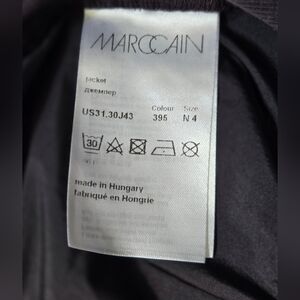 MARCCAIN
jacket
джемпер
Colour Size
US31.30J43 395 N 4
30
made in Hungary
fabriqué en Hongrie